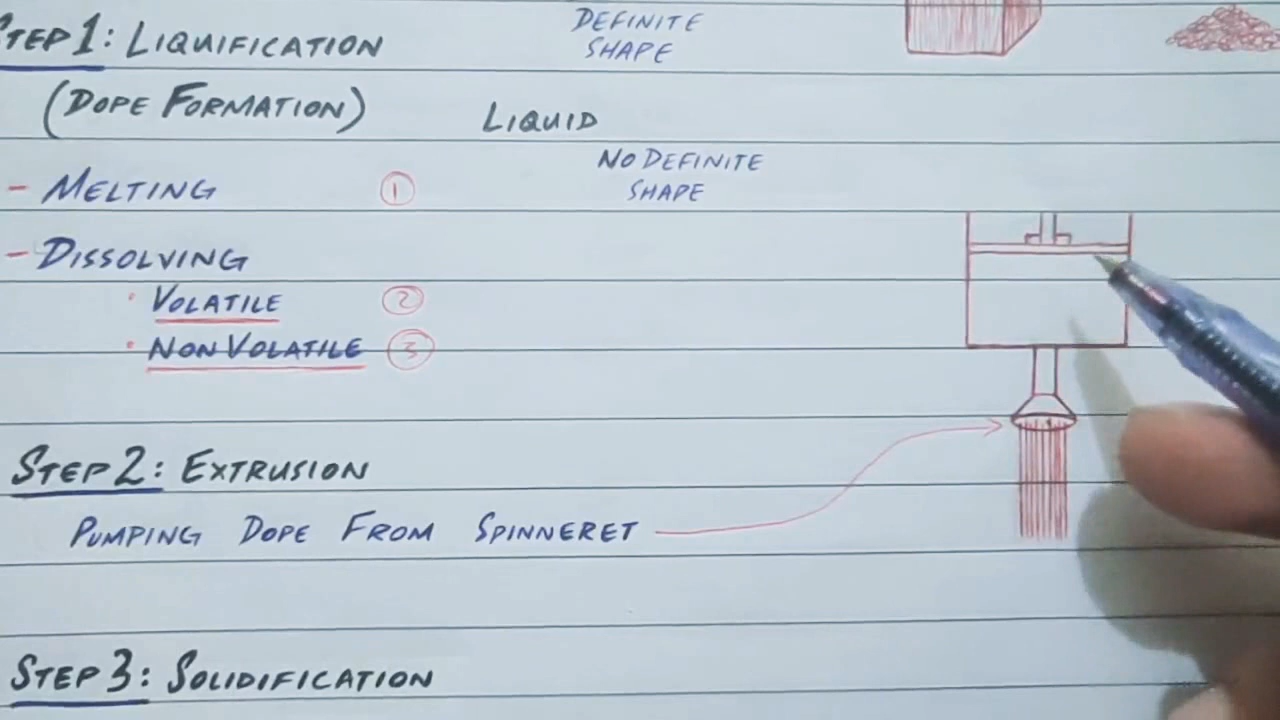 STEP 1: LIQUIFICATION
DEFINITE
SHAPE
(DOPE FORMATION)
LIQUID
NO DEFINITE
SHAPE
- MELTING 1
- DISSOLVING
• VOLATILE 2
• NON VOLATILE 3
STEP 2: EXTRUSION
PUMPING DOPE FROM SPINNERET
STEP 3: SOLIDIFICATION